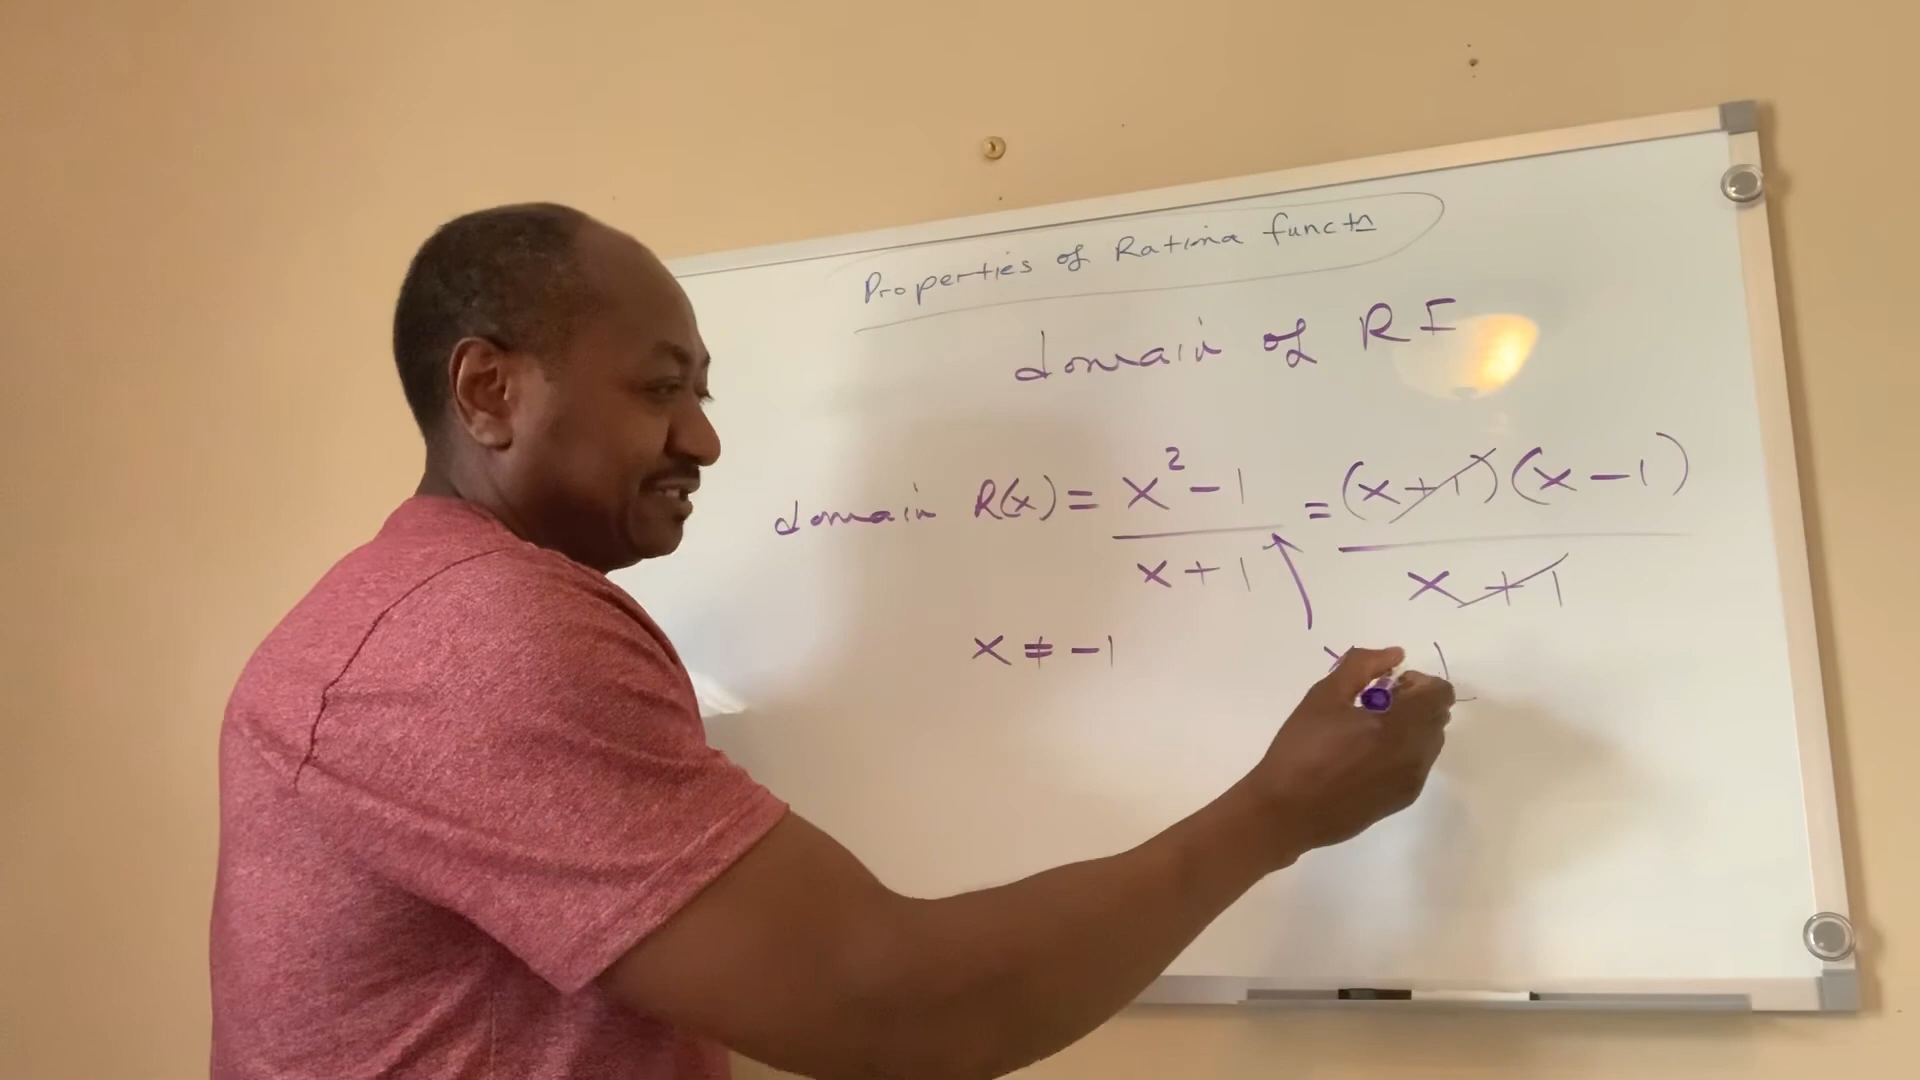 Properties of Rationa functn
domain of RF
domain R(x) = x² - 1 / x + 1 = (x+1)(x-1) / x + 1
x ≠ -1